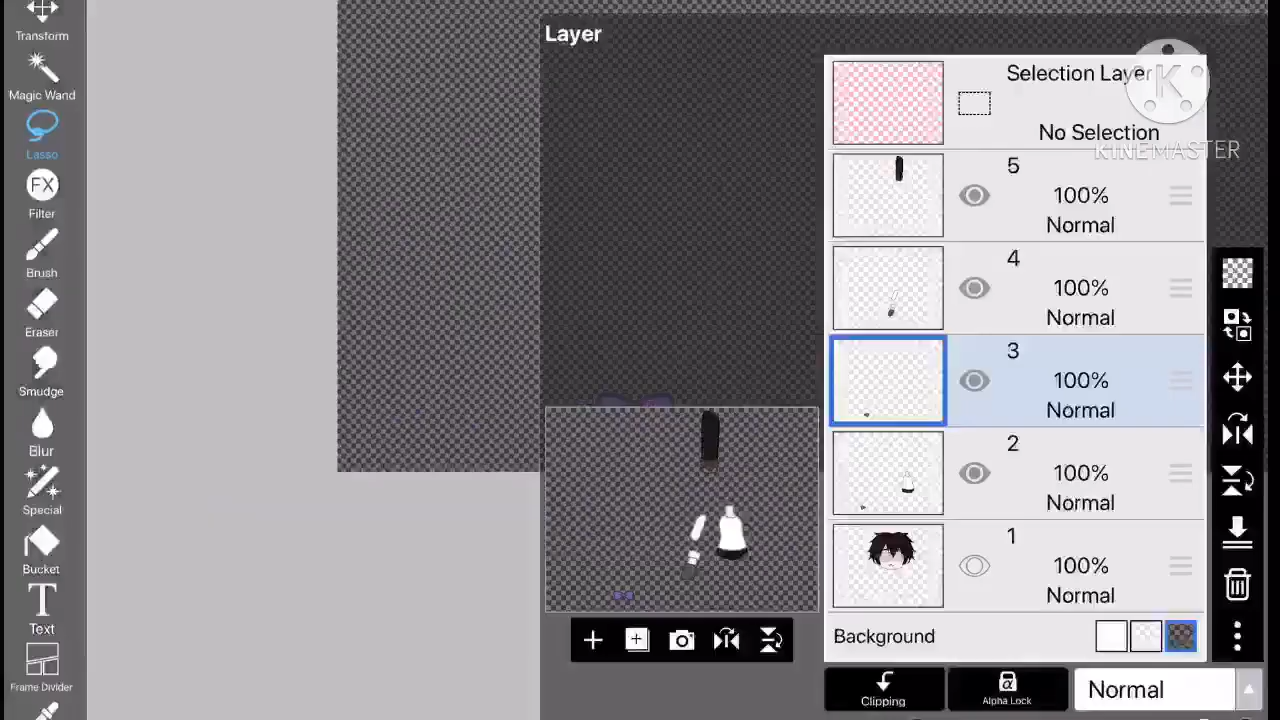 Transform
Magic Wand
Lasso
FX
Filter
Brush
Eraser
Smudge
Blur
Special
Bucket
T
Text
Frame Divider
Layer
Selection Layer
No Selection
K
KINEMASTER
5
100%
Normal
4
100%
Normal
3
100%
Normal
2
100%
Normal
1
100%
Normal
Background
Clipping
α
Alpha Lock
Normal